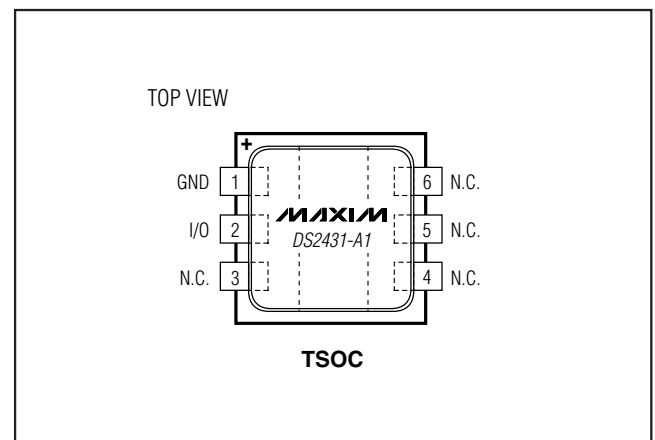 TOP VIEW
+
GND 1
6 N.C.
MAXIM
I/O 2
5 N.C.
DS2431-A1
N.C. 3
4 N.C.
TSOC